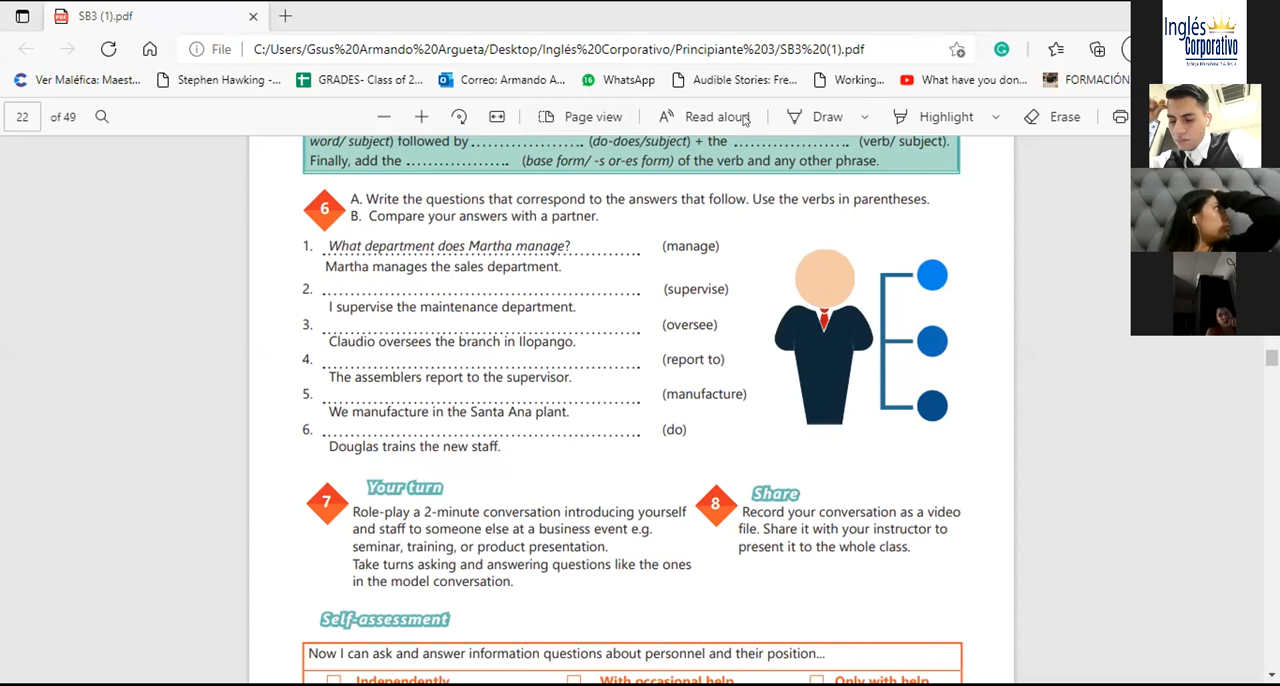 SB3 (1).pdf
File C:/Users/Gsus%20Armando%20Argueta/Desktop/Inglés%20Corporativo/Principiante%203/SB3%20(1).pdf
Ver Maléfica: Maest... Stephen Hawking -... GRADES- Class of 2... Correo: Armando A... WhatsApp Audible Stories: Fre... Working... What have you don... FORMACIÓN
22 of 49 Page view Read aloud Draw Highlight Erase
Inglés
Corporativo
word/ subject) followed by (do-does/subject) + the (verb/ subject).
Finally, add the (base form/ -s or-es form) of the verb and any other phrase.
6 A. Write the questions that correspond to the answers that follow. Use the verbs in parentheses.
B. Compare your answers with a partner.
1. What department does Martha manage? (manage)
Martha manages the sales department.
2. (supervise)
I supervise the maintenance department.
3. (oversee)
Claudio oversees the branch in Ilopango.
4. (report to)
The assemblers report to the supervisor.
5. (manufacture)
We manufacture in the Santa Ana plant.
6. (do)
Douglas trains the new staff.
7 Your turn
Role-play a 2-minute conversation introducing yourself
and staff to someone else at a business event e.g.
seminar, training, or product presentation.
Take turns asking and answering questions like the ones
in the model conversation.
8 Share
Record your conversation as a video
file. Share it with your instructor to
present it to the whole class.
Self-assessment
Now I can ask and answer information questions about personnel and their position...
Independently With occasional help Only with help